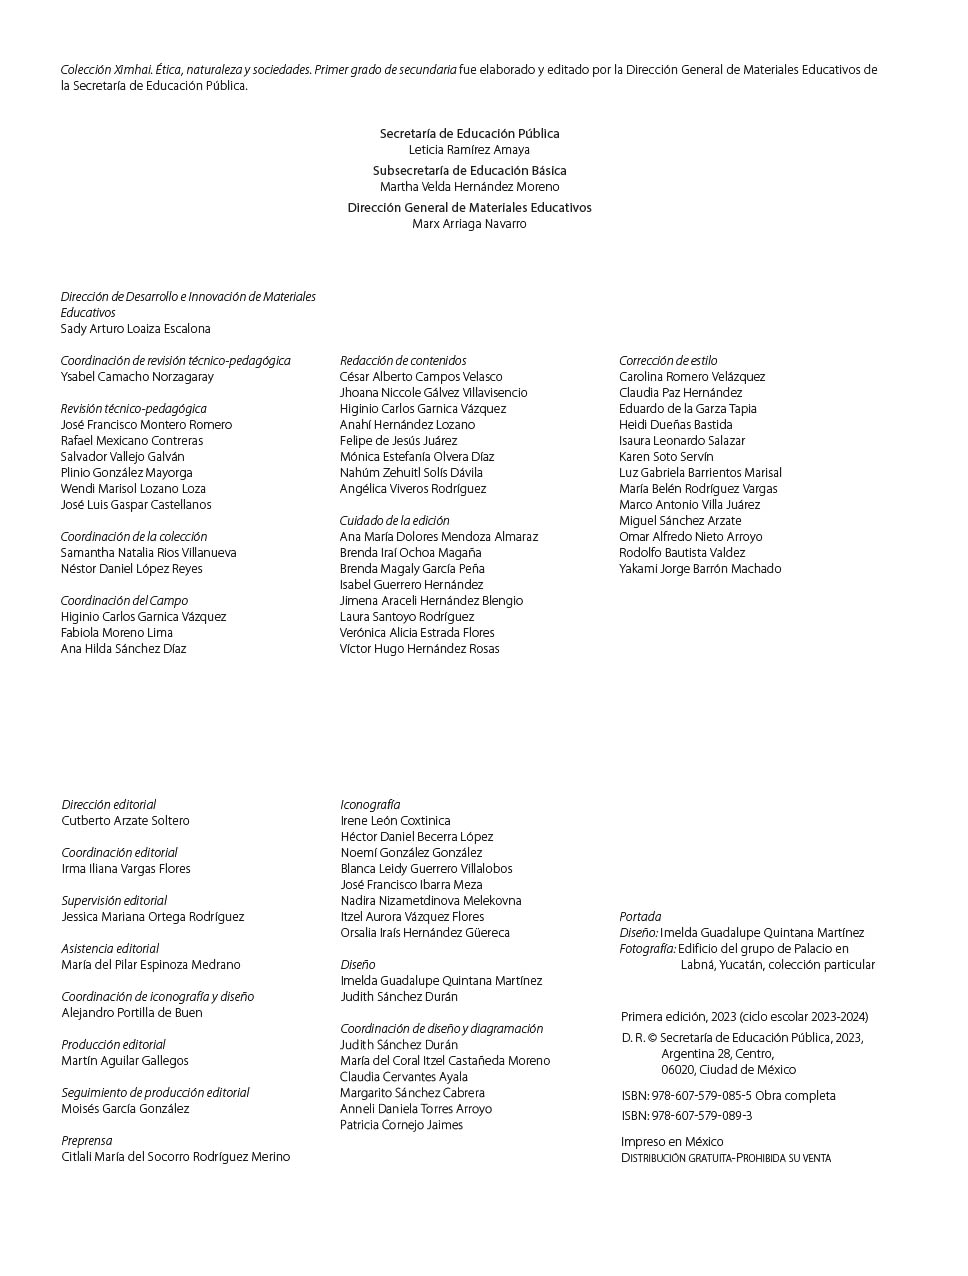 Colección Ximhai. Ética, naturaleza y sociedades. Primer grado de secundaria fue elaborado y editado por la Dirección General de Materiales Educativos de
la Secretaría de Educación Pública.
Secretaría de Educación Pública
Leticia Ramírez Amaya
Subsecretaría de Educación Básica
Martha Velda Hernández Moreno
Dirección General de Materiales Educativos
Marx Arriaga Navarro
Dirección de Desarrollo e Innovación de Materiales
Educativos
Sady Arturo Loaiza Escalona
Coordinación de revisión técnico-pedagógica
Ysabel Camacho Norzagaray
Revisión técnico-pedagógica
José Francisco Montero Romero
Rafael Mexicano Contreras
Salvador Vallejo Galván
Plinio González Mayorga
Wendi Marisol Lozano Loza
José Luis Gaspar Castellanos
Coordinación de la colección
Samantha Natalia Rios Villanueva
Néstor Daniel López Reyes
Coordinación del Campo
Higinio Carlos Garnica Vázquez
Fabiola Moreno Lima
Ana Hilda Sánchez Díaz
Redacción de contenidos
César Alberto Campos Velasco
Jhoana Niccole Gálvez Villavisencio
Higinio Carlos Garnica Vázquez
Anahí Hernández Lozano
Felipe de Jesús Juárez
Mónica Estefanía Olvera Díaz
Nahúm Zehuitl Solís Dávila
Angélica Viveros Rodríguez
Cuidado de la edición
Ana María Dolores Mendoza Almaraz
Brenda Iraí Ochoa Magaña
Brenda Magaly García Peña
Isabel Guerrero Hernández
Jimena Araceli Hernández Blengio
Laura Santoyo Rodríguez
Verónica Alicia Estrada Flores
Víctor Hugo Hernández Rosas
Corrección de estilo
Carolina Romero Velázquez
Claudia Paz Hernández
Eduardo de la Garza Tapia
Heidi Dueñas Bastida
Isaura Leonardo Salazar
Karen Soto Servín
Luz Gabriela Barrientos Marisal
María Belén Rodríguez Vargas
Marco Antonio Villa Juárez
Miguel Sánchez Arzate
Omar Alfredo Nieto Arroyo
Rodolfo Bautista Valdez
Yakami Jorge Barrón Machado
Dirección editorial
Cutberto Arzate Soltero
Coordinación editorial
Irma Iliana Vargas Flores
Supervisión editorial
Jessica Mariana Ortega Rodríguez
Asistencia editorial
María del Pilar Espinoza Medrano
Coordinación de iconografía y diseño
Alejandro Portilla de Buen
Producción editorial
Martín Aguilar Gallegos
Seguimiento de producción editorial
Moisés García González
Preprensa
Citlali María del Socorro Rodríguez Merino
Iconografía
Irene León Coxtinica
Héctor Daniel Becerra López
Noemí González González
Blanca Leidy Guerrero Villalobos
José Francisco Ibarra Meza
Nadira Nizametdinova Melekovna
Itzel Aurora Vázquez Flores
Orsalia Iraís Hernández Güereca
Diseño
Imelda Guadalupe Quintana Martínez
Judith Sánchez Durán
Coordinación de diseño y diagramación
Judith Sánchez Durán
María del Coral Itzel Castañeda Moreno
Claudia Cervantes Ayala
Margarito Sánchez Cabrera
Anneli Daniela Torres Arroyo
Patricia Cornejo Jaimes
Portada
Diseño: Imelda Guadalupe Quintana Martínez
Fotografía: Edificio del grupo de Palacio en
Labná, Yucatán, colección particular
Primera edición, 2023 (ciclo escolar 2023-2024)
D. R. © Secretaría de Educación Pública, 2023,
Argentina 28, Centro,
06020, Ciudad de México
ISBN: 978-607-579-085-5 Obra completa
ISBN: 978-607-579-089-3
Impreso en México
DISTRIBUCIÓN GRATUITA-PROHIBIDA SU VENTA